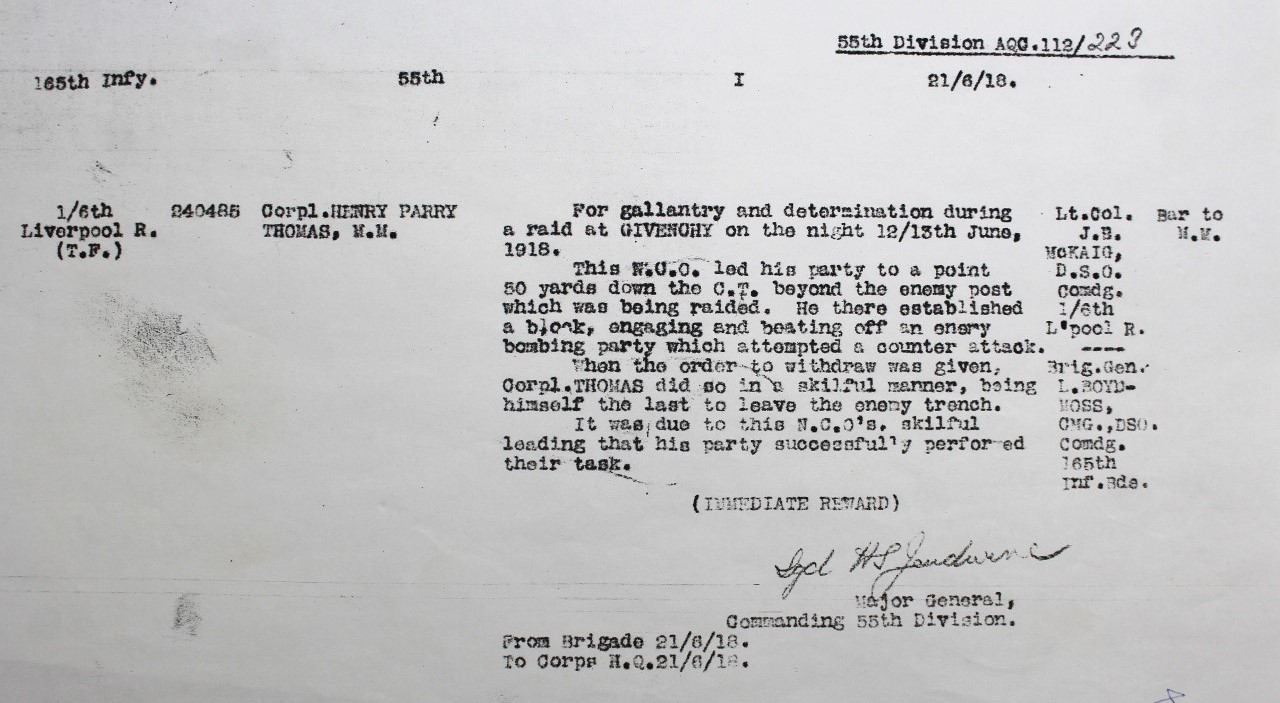 55th Division AQC.112/223
165th Infy. 55th I 21/6/18.
1/6th
Liverpool R.
(T.F.)
240485
Corpl.HENRY PARRY
THOMAS, M.M.
For gallantry and determination during
a raid at GIVENCHY on the night 12/13th June,
1918.
This N.C.O. led his party to a point
50 yards down the C.T. beyond the enemy post
which was being raided. He there established
a block, engaging and beating off an enemy
bombing party which attempted a counter attack.
When the order to withdraw was given,
Corpl.THOMAS did so in a skilful manner, being
himself the last to leave the enemy trench.
It was due to this N.C.O's. skilful
leading that his party successfully performed
their task.
(IMMEDIATE REWARD)
Lt.Col.
J.B.
McKAIG,
D.S.O.
Comdg.
1/6th
L'pool R.
----
Brig.Gen.
L.BOYD-
MOSS,
CMG.,DSO.
Comdg.
165th
Inf.Bde.
Bar to
M.M.
Sgd HS Jeudwine
Major General,
Commanding 55th Division.
From Brigade 21/6/18.
To Corps H.Q.21/6/18.